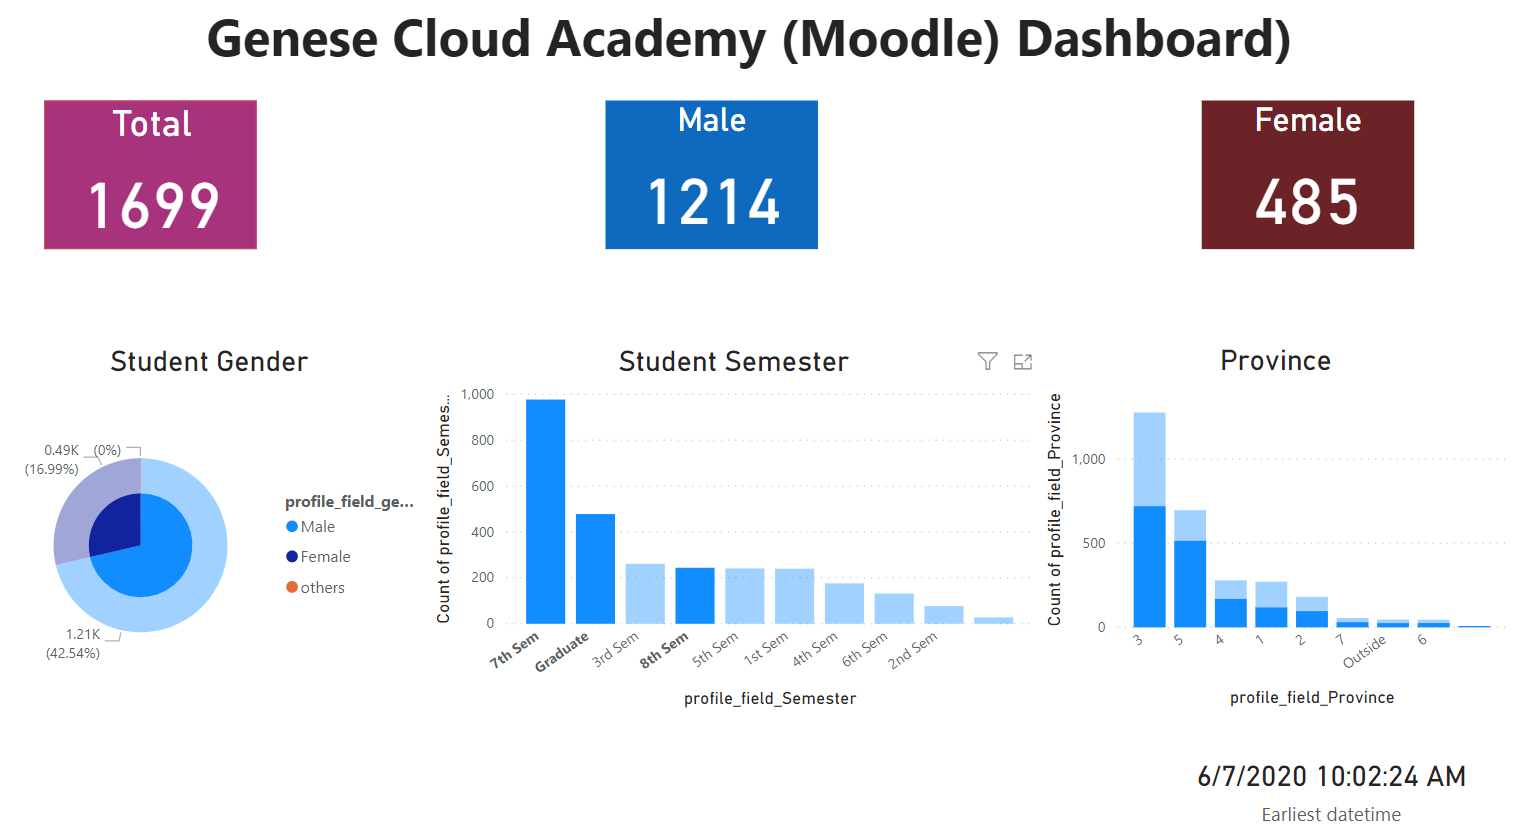 Genese Cloud Academy (Moodle) Dashboard)
Total
1699
Male
1214
Female
485
Student Gender
0.49K
(16.99%)
(0%)
1.21K
(42.54%)
profile_field_ge...
Male
Female
others
Student Semester
Count of profile_field_Semes...
1,000
800
600
400
200
0
7th Sem
Graduate
3rd Sem
8th Sem
5th Sem
1st Sem
4th Sem
6th Sem
2nd Sem
profile_field_Semester
Province
Count of profile_field_Province
1,000
500
0
3
5
4
1
2
7
Outside
6
profile_field_Province
6/7/2020 10:02:24 AM
Earliest datetime